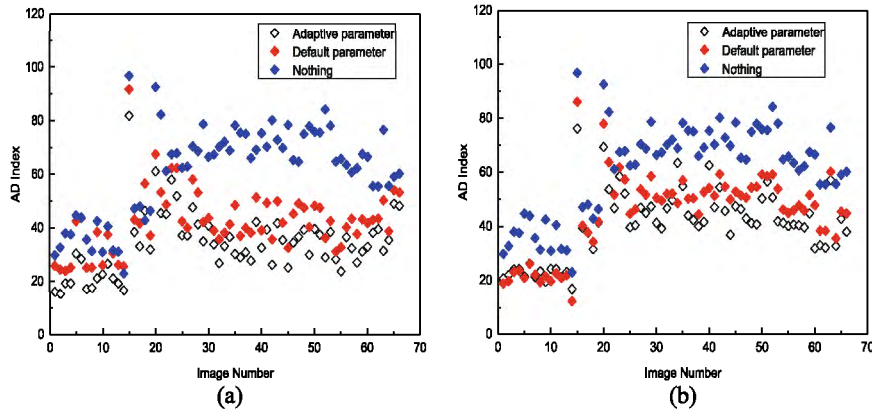 120
100
80
60
40
20
0
AD Index
Adaptive parameter
Default parameter
Nothing
0 10 20 30 40 50 60 70
Image Number
(a)
120
100
80
60
40
20
0
AD Index
Adaptive parameter
Default parameter
Nothing
0 10 20 30 40 50 60 70
Image Number
(b)